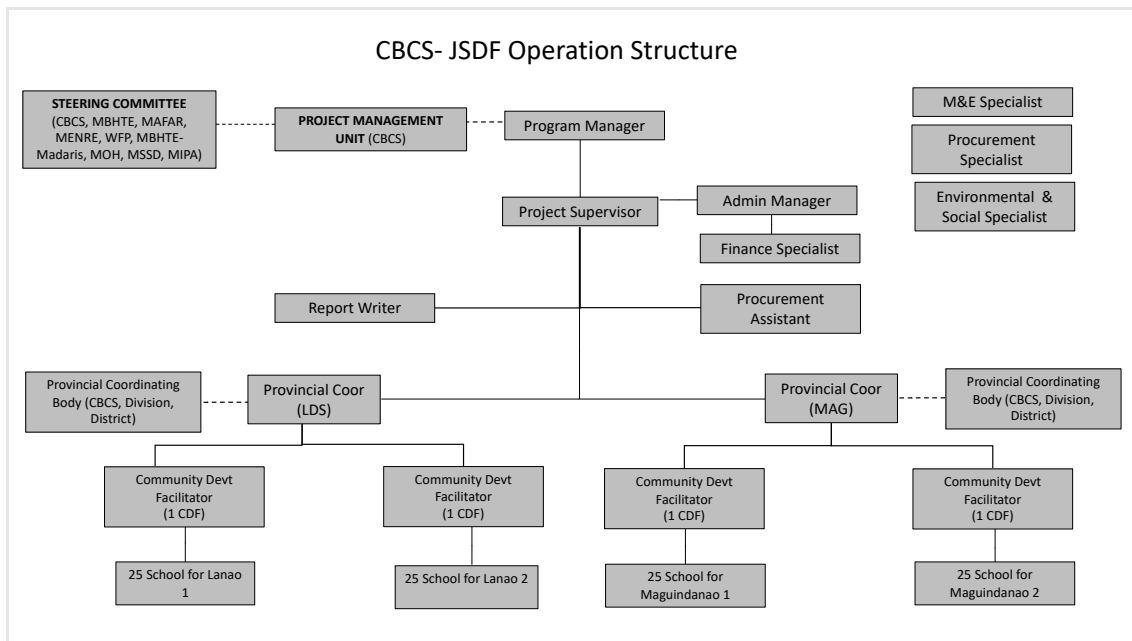 CBCS- JSDF Operation Structure
STEERING COMMITTEE
(CBCS, MBHTE, MAFAR,
MENRE, WFP, MBHTE-
Madaris, MOH, MSSD, MIPA)
PROJECT MANAGEMENT
UNIT (CBCS)
Program Manager
M&E Specialist
Procurement
Specialist
Environmental &
Social Specialist
Project Supervisor
Admin Manager
Finance Specialist
Report Writer
Procurement
Assistant
Provincial Coordinating
Body (CBCS, Division,
District)
Provincial Coor
(LDS)
Provincial Coor
(MAG)
Provincial Coordinating
Body (CBCS, Division,
District)
Community Devt
Facilitator
(1 CDF)
Community Devt
Facilitator
(1 CDF)
Community Devt
Facilitator
(1 CDF)
Community Devt
Facilitator
(1 CDF)
25 School for Lanao
1
25 School for Lanao 2
25 School for
Maguindanao 1
25 School for
Maguindanao 2